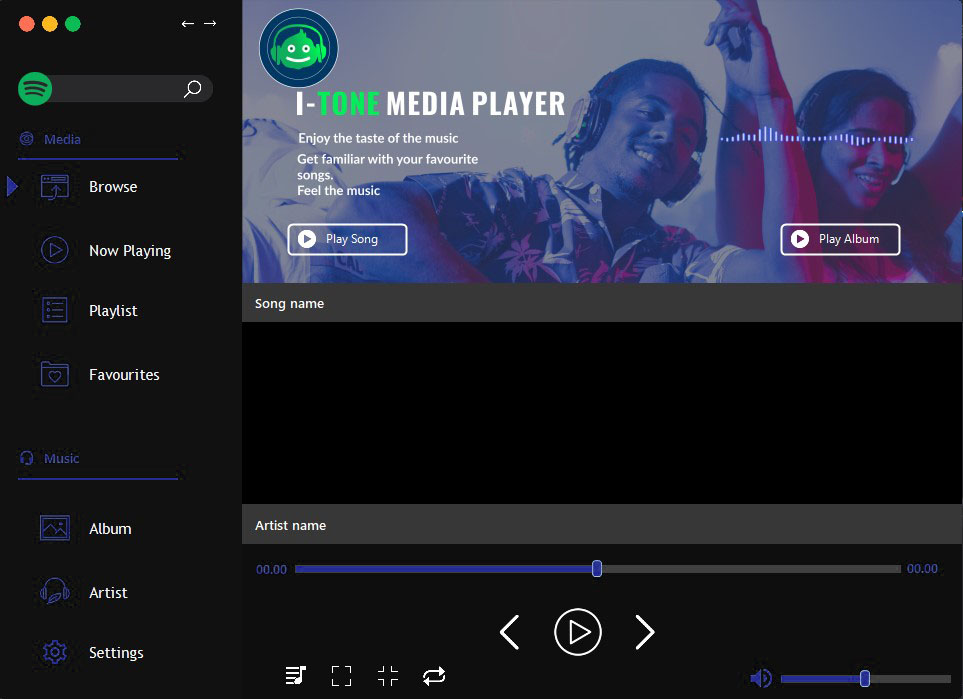 Media
Browse
Now Playing
Playlist
Favourites
Music
Album
Artist
Settings
I-TONE MEDIA PLAYER
Enjoy the taste of the music
Get familiar with your favourite
songs.
Feel the music
Play Song
Play Album
Song name
Artist name
00.00
00.00